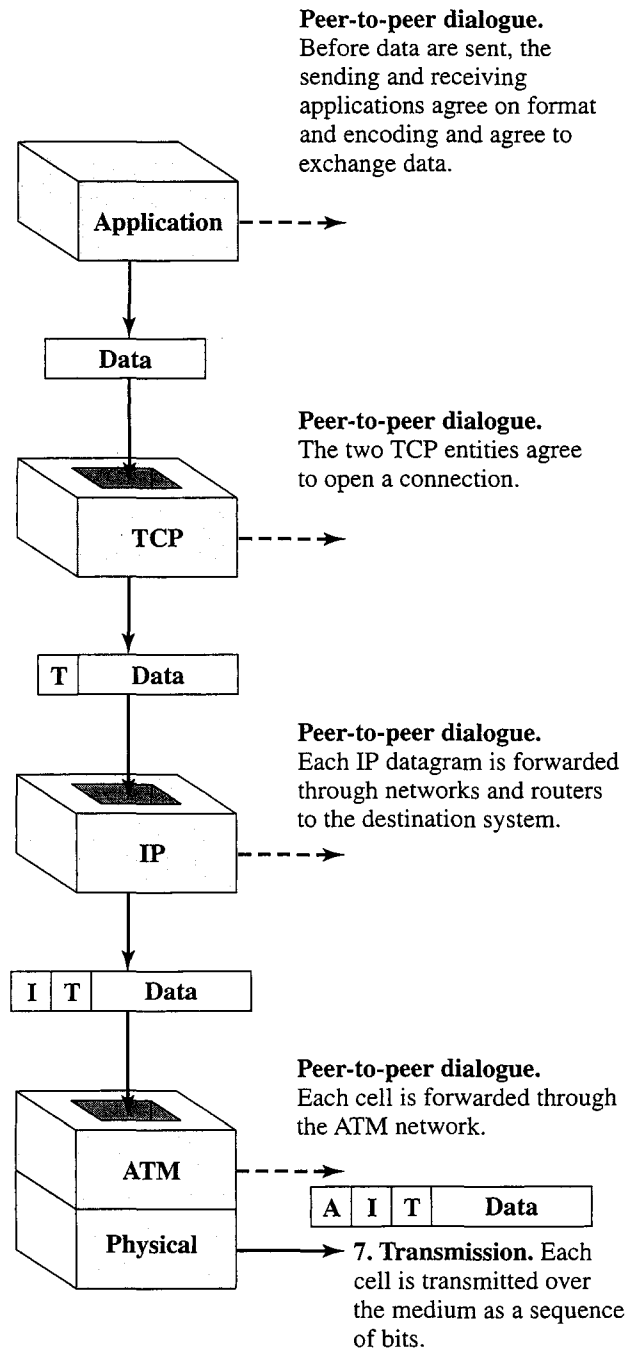 Peer-to-peer dialogue.
Before data are sent, the
sending and receiving
applications agree on format
and encoding and agree to
exchange data.
Application
Data
Peer-to-peer dialogue.
The two TCP entities agree
to open a connection.
TCP
T Data
Peer-to-peer dialogue.
Each IP datagram is forwarded
through networks and routers
to the destination system.
IP
I T Data
Peer-to-peer dialogue.
Each cell is forwarded through
the ATM network.
ATM
A I T Data
Physical
7. Transmission. Each
cell is transmitted over
the medium as a sequence
of bits.